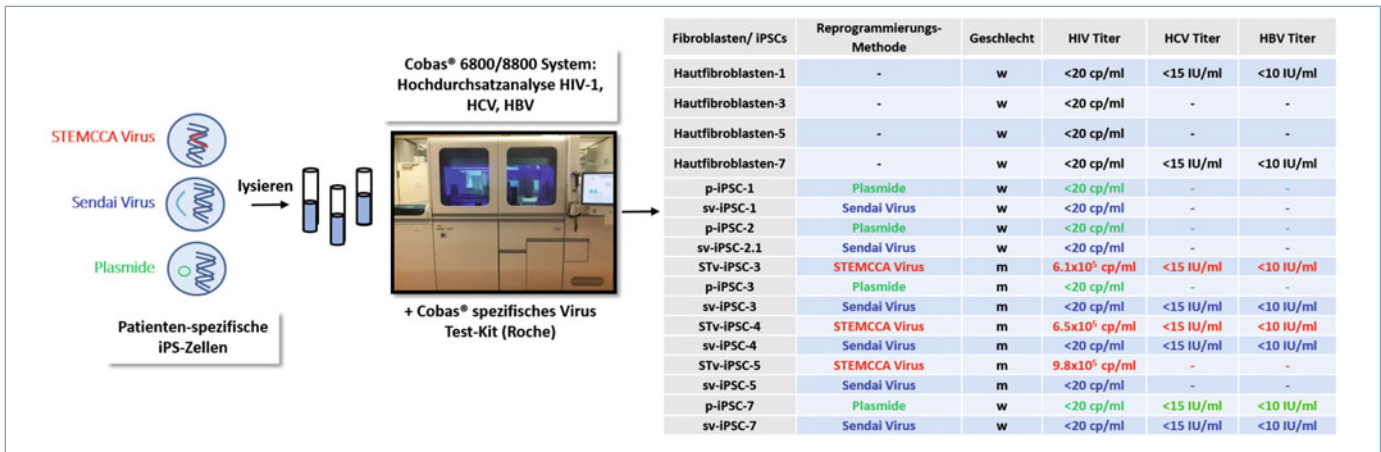 STEMCCA Virus
Sendai Virus
Plasmide
Patienten-spezifische
iPS-Zellen
lysieren
Cobas® 6800/8800 System:
Hochdurchsatzanalyse HIV-1,
HCV, HBV
+ Cobas® spezifisches Virus
Test-Kit (Roche)
Fibroblasten/ iPSCs Reprogrammierungs-Methode Geschlecht HIV Titer HCV Titer HBV Titer
Hautfibroblasten-1 - w <20 cp/ml <15 IU/ml <10 IU/ml
Hautfibroblasten-3 - w <20 cp/ml - -
Hautfibroblasten-5 - w <20 cp/ml - -
Hautfibroblasten-7 - w <20 cp/ml <15 IU/ml <10 IU/ml
p-iPSC-1 Plasmide w <20 cp/ml - -
sv-iPSC-1 Sendai Virus w <20 cp/ml - -
p-iPSC-2 Plasmide w <20 cp/ml - -
sv-iPSC-2.1 Sendai Virus w <20 cp/ml - -
STv-iPSC-3 STEMCCA Virus m 6.1x10⁵ cp/ml <15 IU/ml <10 IU/ml
p-iPSC-3 Plasmide m <20 cp/ml - -
sv-iPSC-3 Sendai Virus m <20 cp/ml <15 IU/ml <10 IU/ml
STv-iPSC-4 STEMCCA Virus m 6.5x10⁵ cp/ml <15 IU/ml <10 IU/ml
sv-iPSC-4 Sendai Virus m <20 cp/ml <15 IU/ml <10 IU/ml
STv-iPSC-5 STEMCCA Virus m 9.8x10⁵ cp/ml - -
sv-iPSC-5 Sendai Virus m <20 cp/ml - -
p-iPSC-7 Plasmide w <20 cp/ml <15 IU/ml <10 IU/ml
sv-iPSC-7 Sendai Virus w <20 cp/ml <15 IU/ml <10 IU/ml